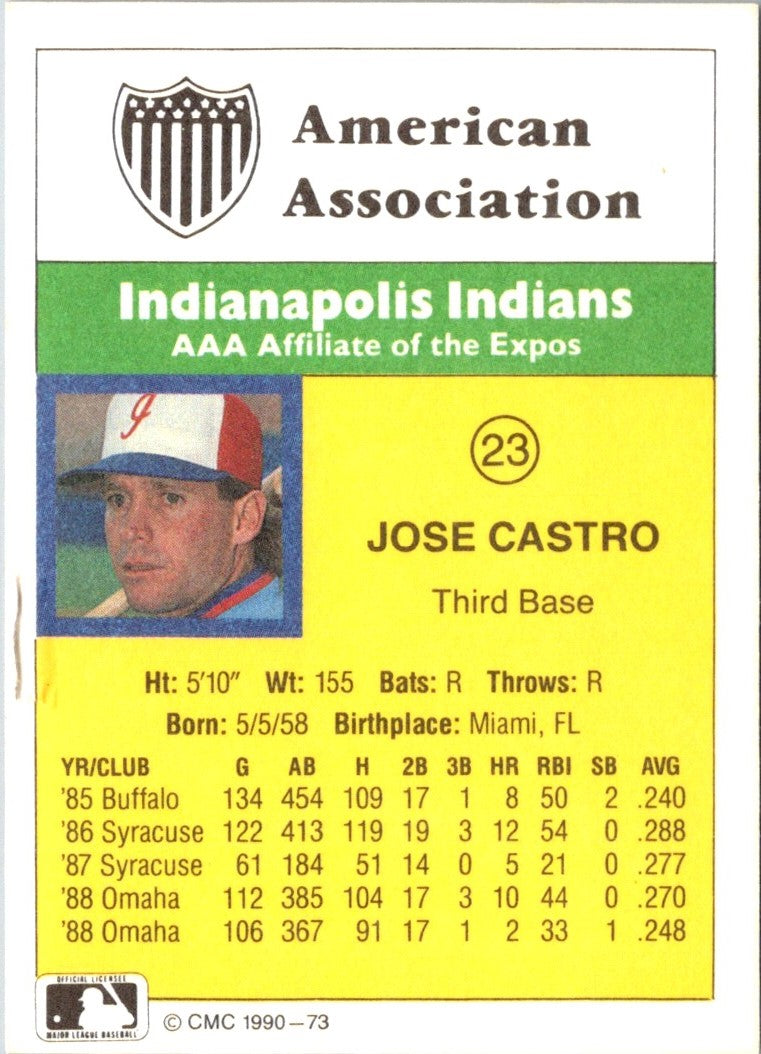 American
Association
Indianapolis Indians
AAA Affiliate of the Expos
I
23
JOSE CASTRO
Third Base
Ht: 5'10" Wt: 155 Bats: R Throws: R
Born: 5/5/58 Birthplace: Miami, FL
YR/CLUB G AB H 2B 3B HR RBI SB AVG
'85 Buffalo 134 454 109 17 1 8 50 2 .240
'86 Syracuse 122 413 119 19 3 12 54 0 .288
'87 Syracuse 61 184 51 14 0 5 21 0 .277
'88 Omaha 112 385 104 17 3 10 44 0 .270
'88 Omaha 106 367 91 17 1 2 33 1 .248
OFFICIAL LICENSEE
MAJOR LEAGUE BASEBALL
© CMC 1990–73